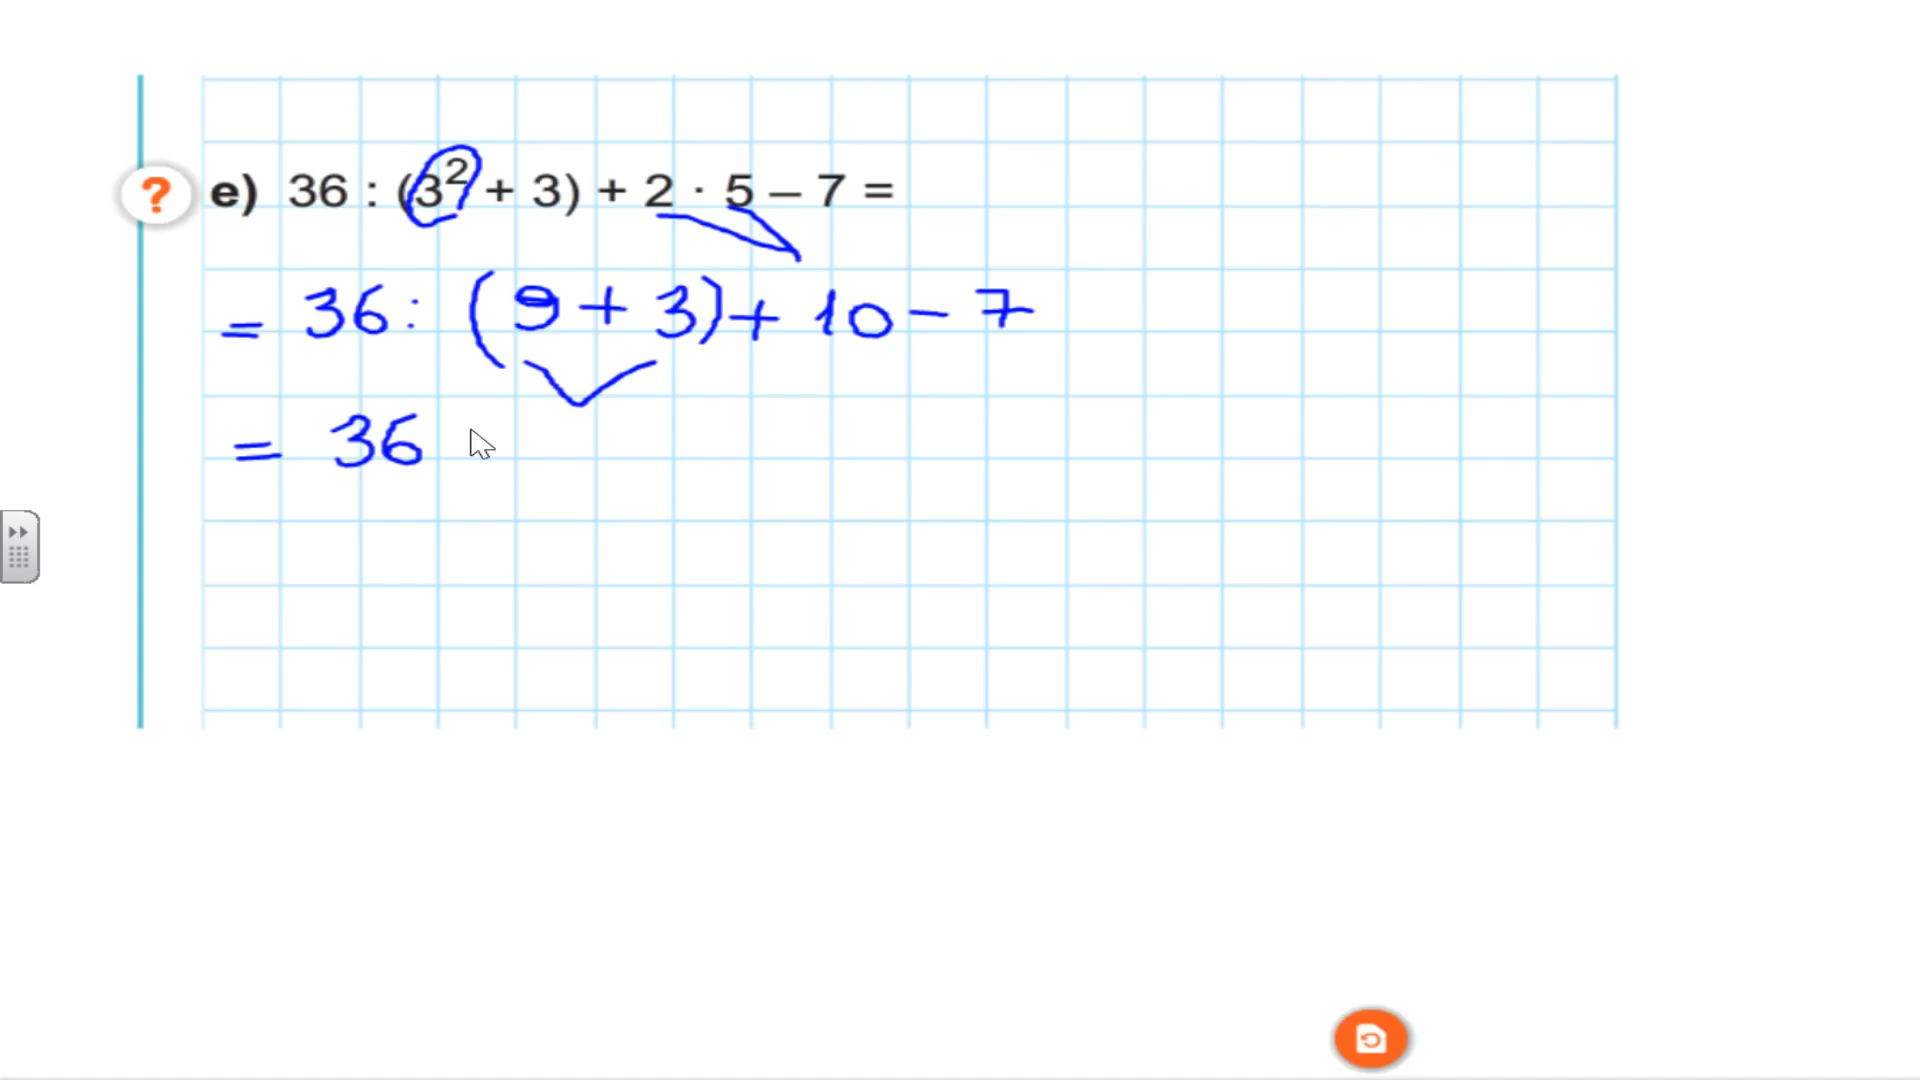 ? e) 36 : (3² + 3) + 2 · 5 – 7 =
= 36 : (9 + 3) + 10 – 7
= 36